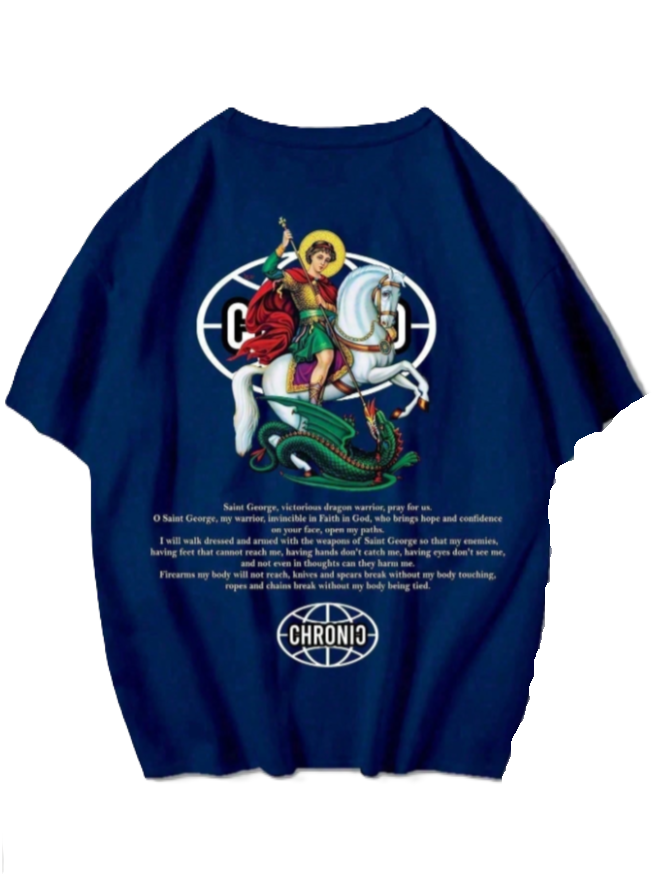 C O
Saint George, victorious dragon warrior, pray for us.
O Saint George, my warrior, invincible in Faith in God, who brings hope and confidence
on your face, open my paths.
I will walk dressed and armed with the weapons of Saint George so that my enemies,
having feet that cannot reach me, having hands don't catch me, having eyes don't see me,
and not even in thoughts can they harm me.
Firearms my body will not reach, knives and spears break without my body touching,
ropes and chains break without my body being tied.
CHRONIC